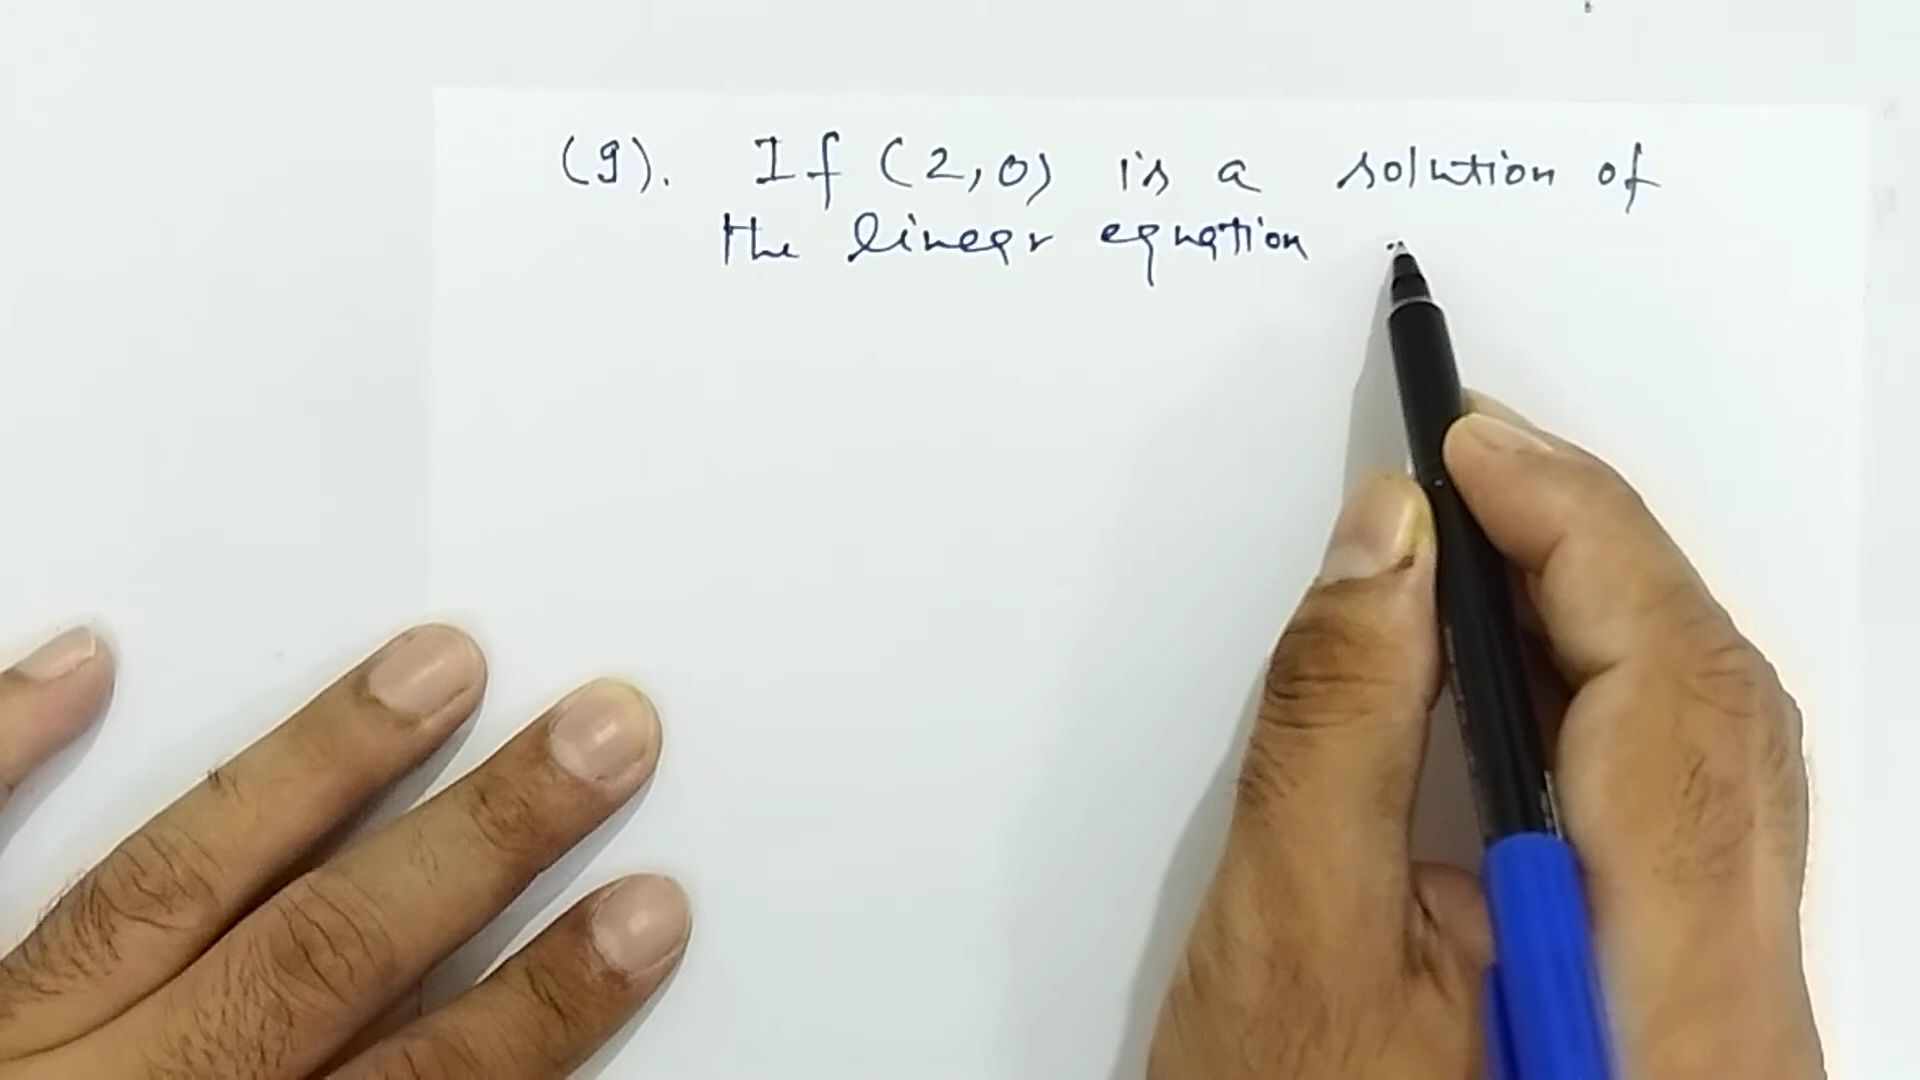 (9). If (2,0) is a solution of
the linear equation